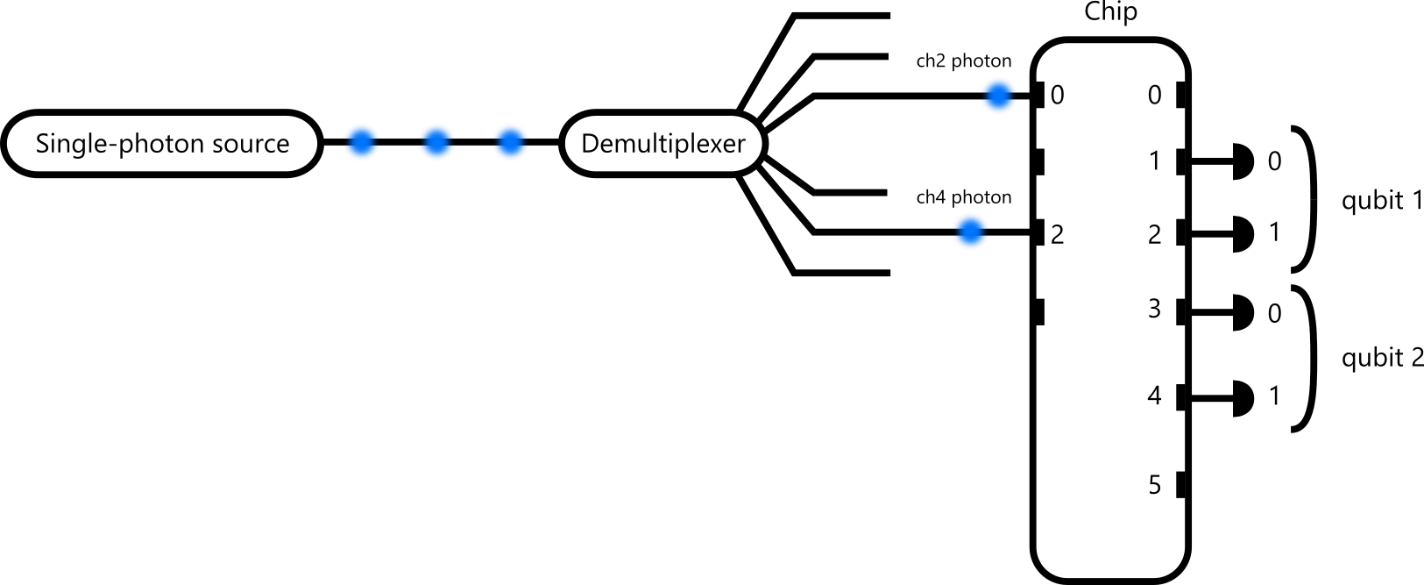 Chip
ch2 photon
0 0
Single-photon source
Demultiplexer
1 0
qubit 1
ch4 photon
2 2 1
3 0
qubit 2
4 1
5